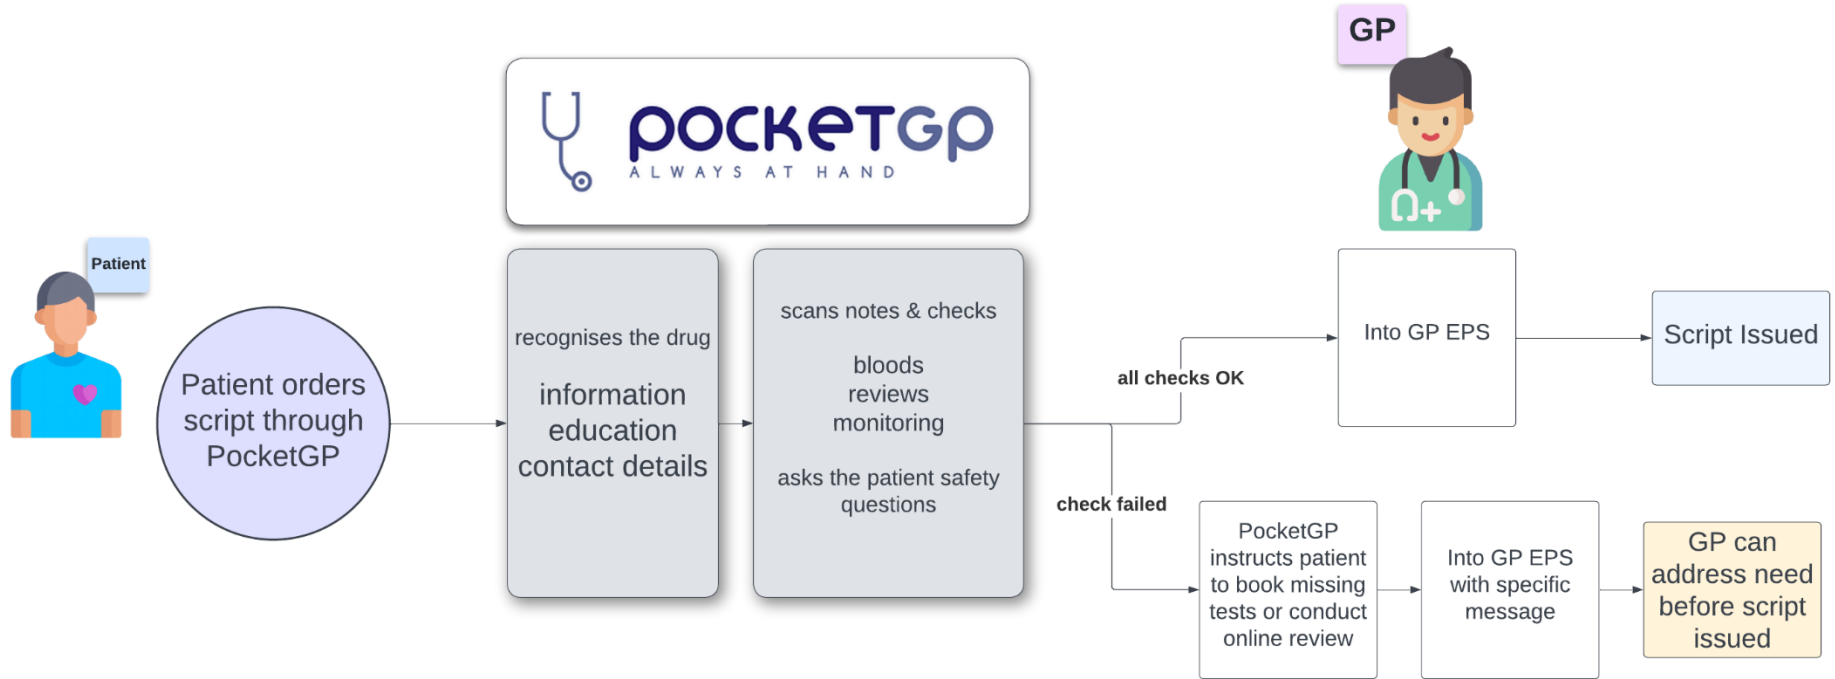 GP
pocketGp
ALWAYS AT HAND
Patient
Patient orders
script through
PocketGP
recognises the drug
information
education
contact details
scans notes & checks
bloods
reviews
monitoring
asks the patient safety
questions
all checks OK
Into GP EPS
Script Issued
check failed
PocketGP
instructs patient
to book missing
tests or conduct
online review
Into GP EPS
with specific
message
GP can
address need
before script
issued